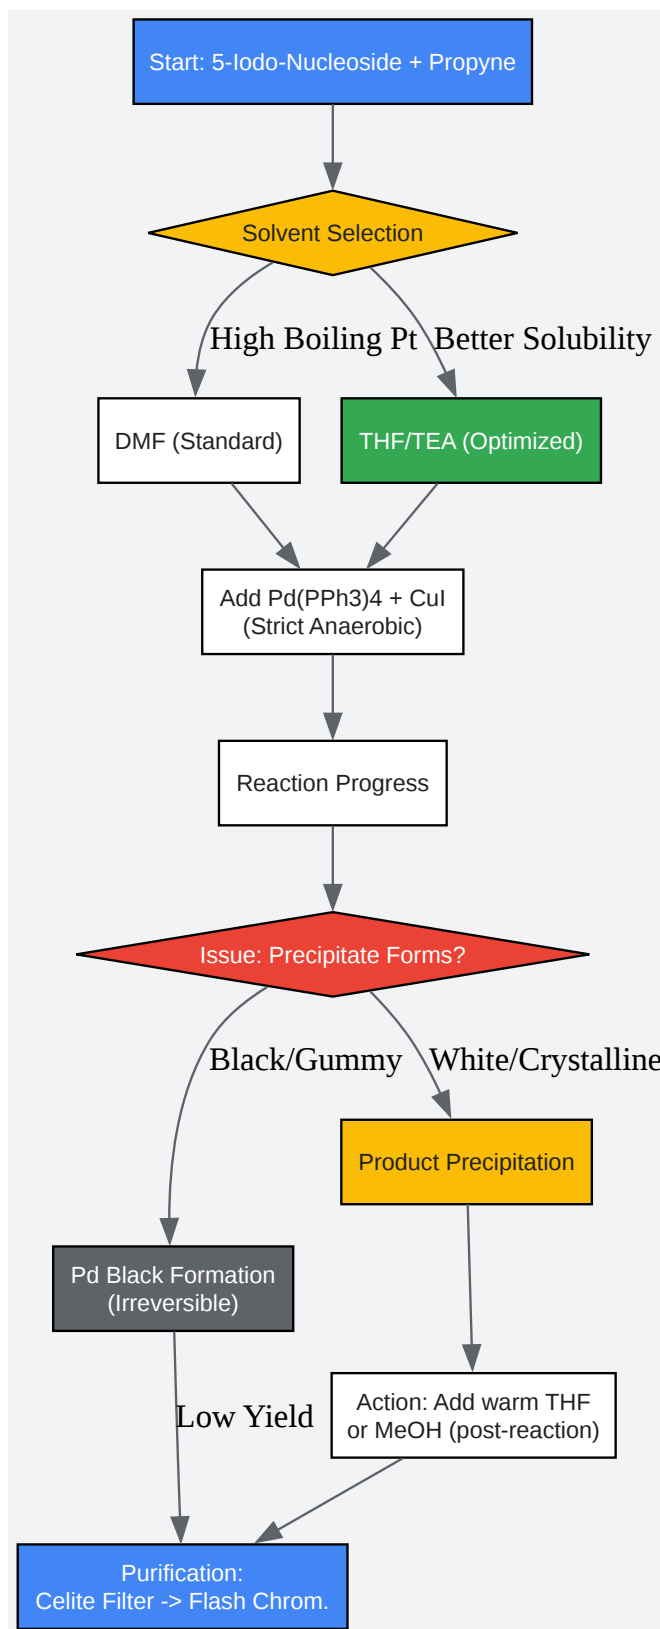 Start: 5-Iodo-Nucleoside + Propyne
Solvent Selection
High Boiling Pt
Better Solubility
DMF (Standard)
THF/TEA (Optimized)
Add Pd(PPh3)4 + CuI
(Strict Anaerobic)
Reaction Progress
Issue: Precipitate Forms?
Black/Gummy
White/Crystalline
Product Precipitation
Pd Black Formation
(Irreversible)
Action: Add warm THF
or MeOH (post-reaction)
Low Yield
Purification:
Celite Filter -> Flash Chrom.